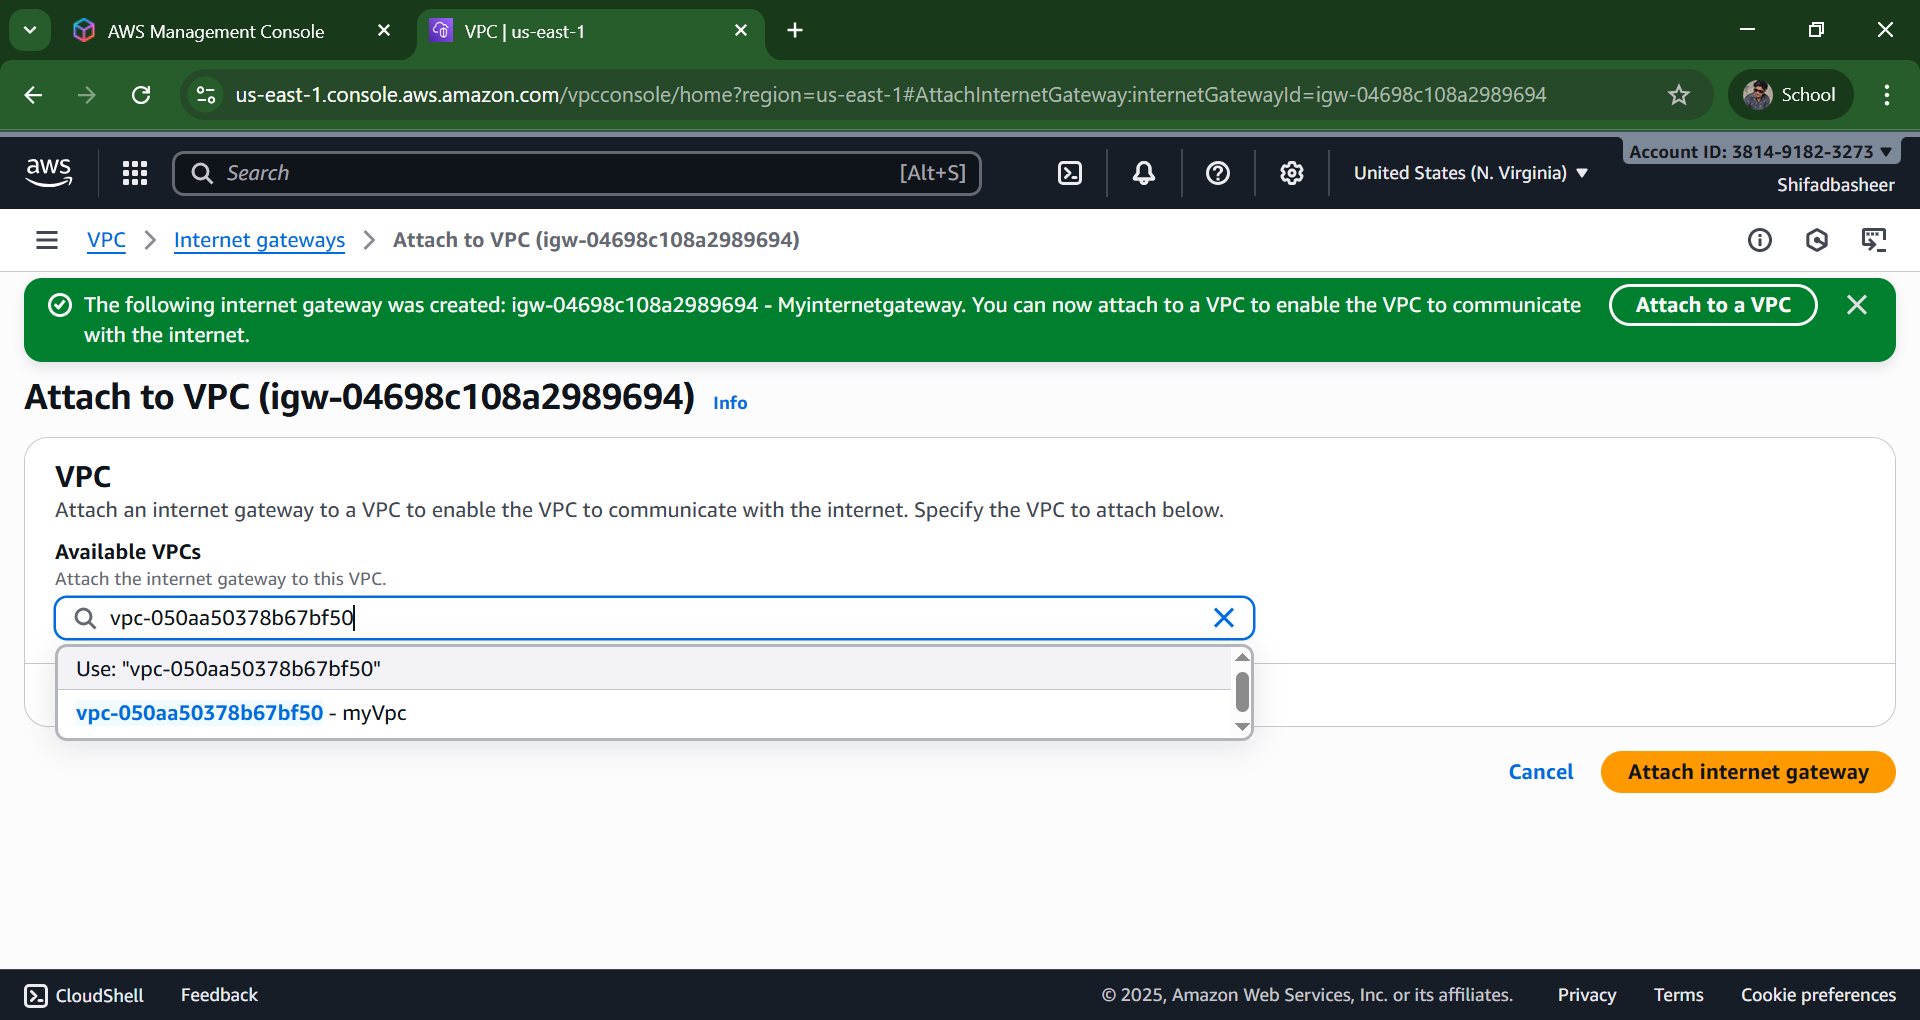 AWS Management Console
VPC | us-east-1
us-east-1.console.aws.amazon.com/vpcconsole/home?region=us-east-1#AttachInternetGateway:internetGatewayId=igw-04698c108a2989694
School
aws
Search
[Alt+S]
United States (N. Virginia) ▼
Account ID: 3814-9182-3273 ▼
Shifadbasheer
VPC > Internet gateways > Attach to VPC (igw-04698c108a2989694)
The following internet gateway was created: igw-04698c108a2989694 - Myinternetgateway. You can now attach to a VPC to enable the VPC to communicate
with the internet.
Attach to a VPC
Attach to VPC (igw-04698c108a2989694) Info
VPC
Attach an internet gateway to a VPC to enable the VPC to communicate with the internet. Specify the VPC to attach below.
Available VPCs
Attach the internet gateway to this VPC.
vpc-050aa50378b67bf50
Use: "vpc-050aa50378b67bf50"
vpc-050aa50378b67bf50 - myVpc
Cancel
Attach internet gateway
CloudShell
Feedback
© 2025, Amazon Web Services, Inc. or its affiliates.
Privacy
Terms
Cookie preferences